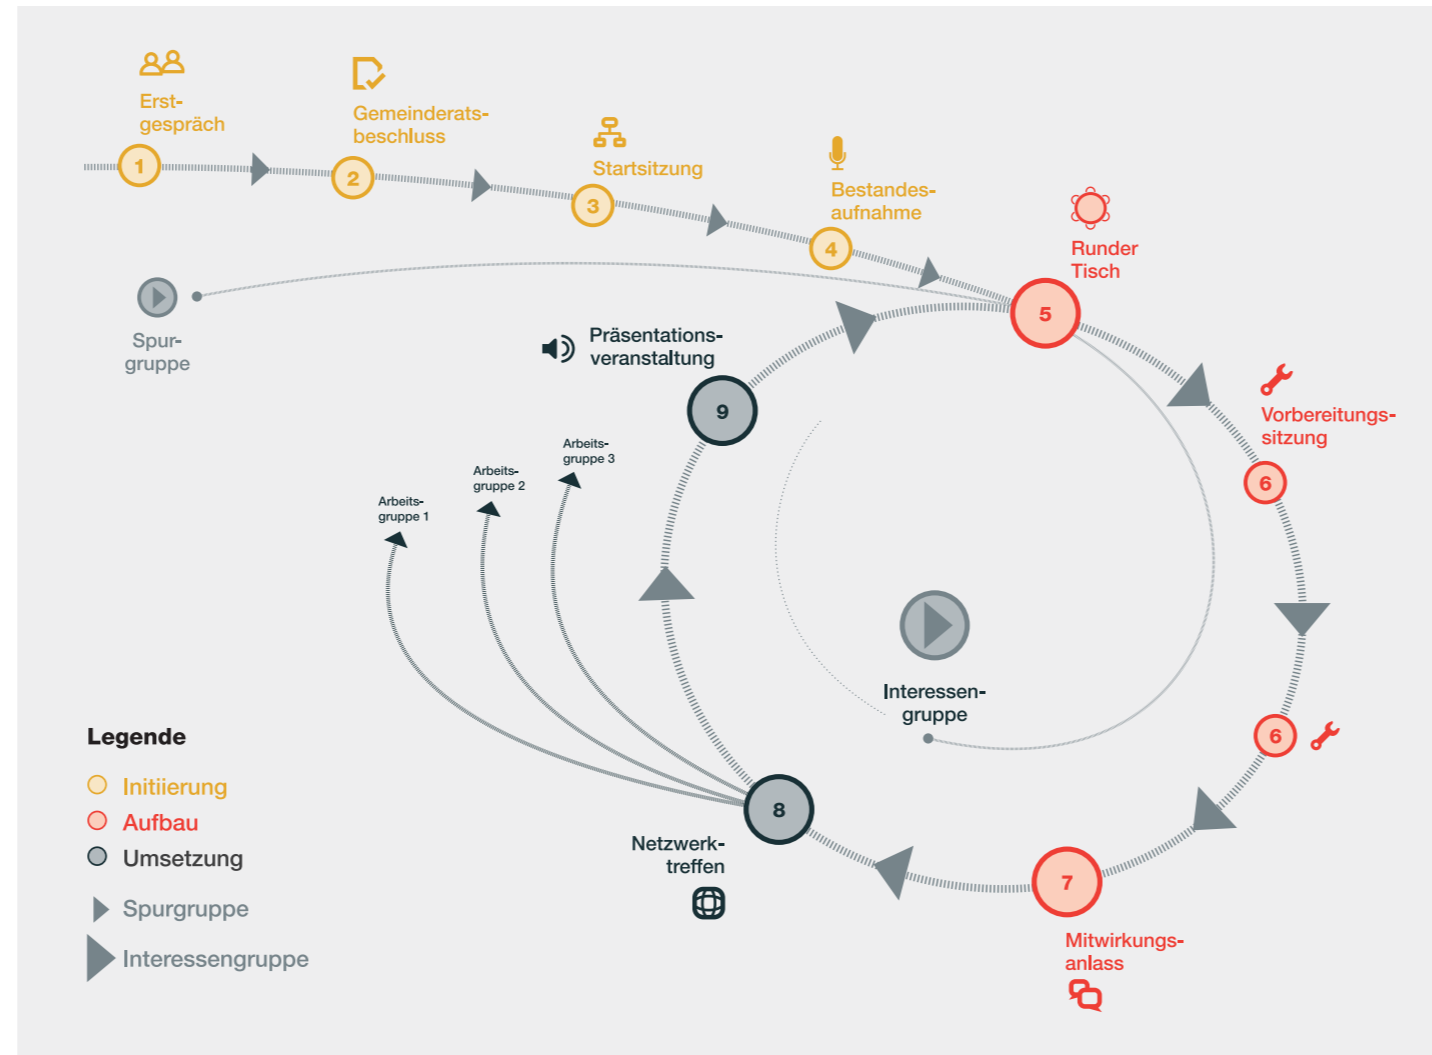 Erst-
gespräch
1
Gemeinderats-
beschluss
2
Startsitzung
3
Bestandes-
aufnahme
4
Runder
Tisch
5
Spur-
gruppe
Präsentations-
veranstaltung
9
Vorbereitungs-
sitzung
6
Arbeits-
gruppe 1
Arbeits-
gruppe 2
Arbeits-
gruppe 3
Interessen-
gruppe
6
8
Netzwerk-
treffen
7
Mitwirkungs-
anlass
Legende
Initiierung
Aufbau
Umsetzung
Spurgruppe
Interessengruppe